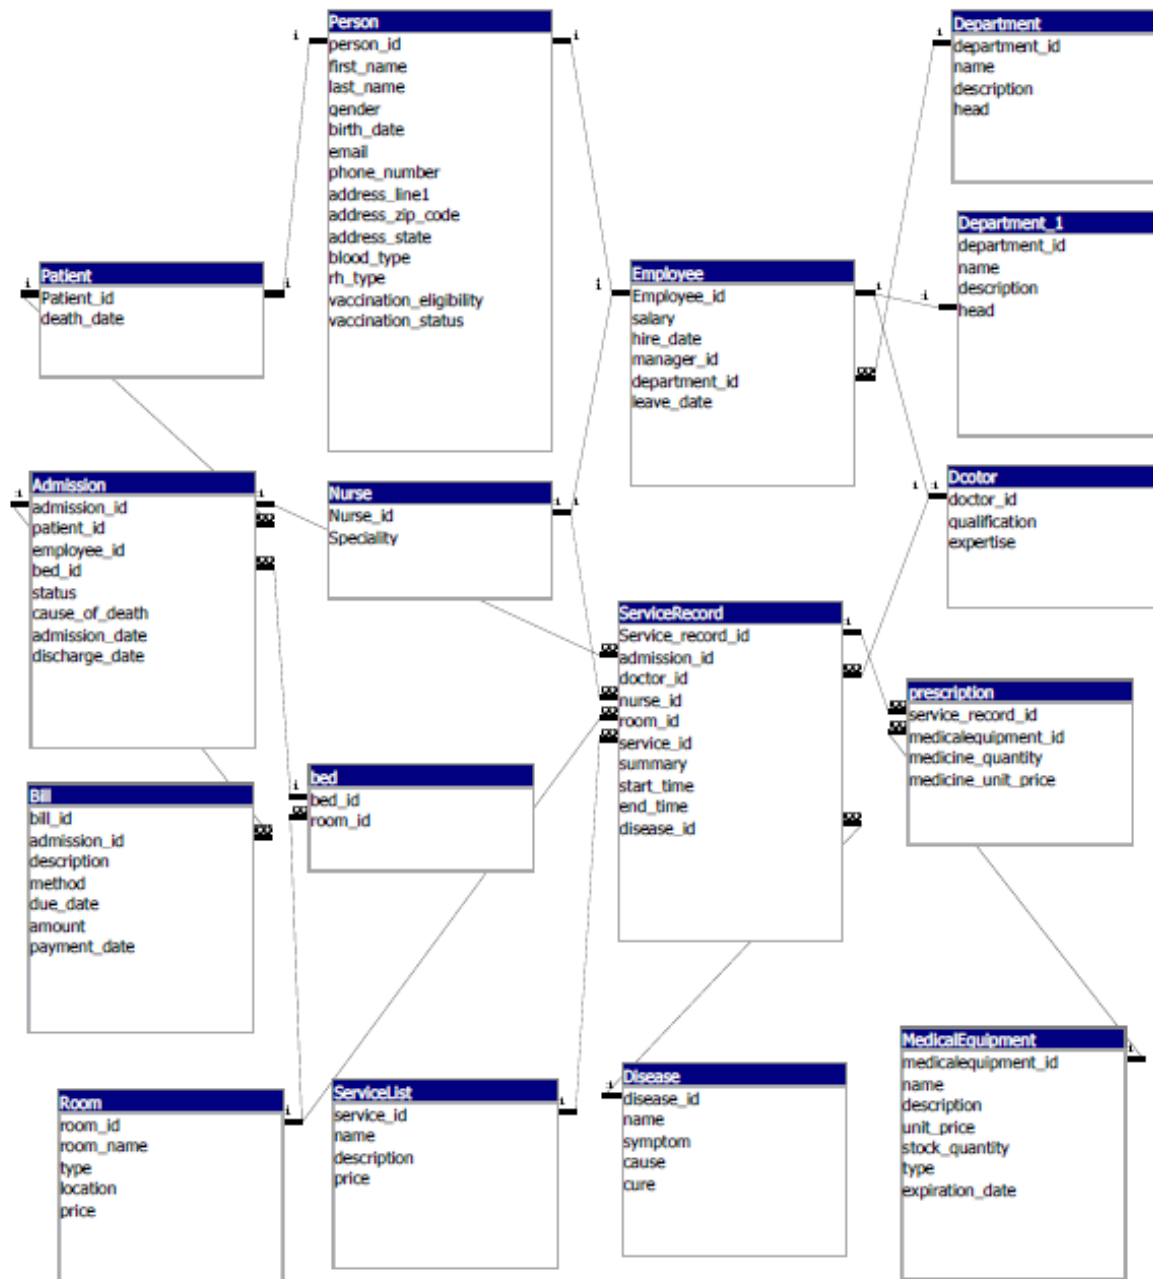 Person
person_id
first_name
last_name
gender
birth_date
email
phone_number
address_line1
address_zip_code
address_state
blood_type
rh_type
vaccination_eligibility
vaccination_status
Department
department_id
name
description
head
Department_1
department_id
name
description
head
Patient
Patient_id
death_date
Employee
Employee_id
salary
hire_date
manager_id
department_id
leave_date
Admission
admission_id
patient_id
employee_id
bed_id
status
cause_of_death
admission_date
discharge_date
Nurse
Nurse_id
Speciality
Dcotor
doctor_id
qualification
expertise
ServiceRecord
Service_record_id
admission_id
doctor_id
nurse_id
room_id
service_id
summary
start_time
end_time
disease_id
prescription
service_record_id
medicalequipment_id
medicine_quantity
medicine_unit_price
Bill
bill_id
admission_id
description
method
due_date
amount
payment_date
bed
bed_id
room_id
Room
room_id
room_name
type
location
price
ServiceList
service_id
name
description
price
Disease
disease_id
name
symptom
cause
cure
MedicalEquipment
medicalequipment_id
name
description
unit_price
stock_quantity
type
expiration_date